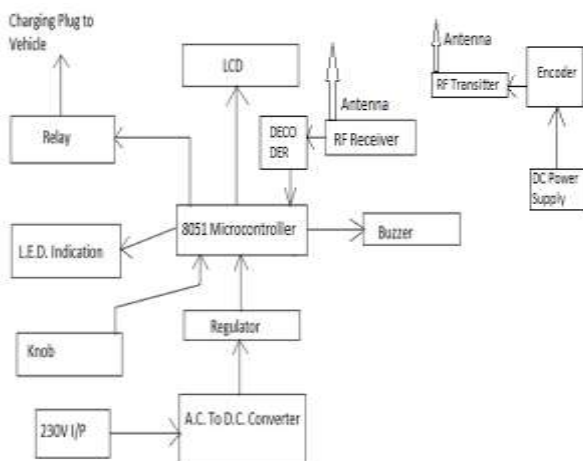 Charging Plug to
Vehicle
LCD
Antenna
Antenna
RF Transitter
Encoder
Relay
DECO
DER
RF Receiver
DC Power
Supply
8051 Microcontroller
L.E.D. Indication
Buzzer
Knob
Regulator
230V I/P
A.C. To D.C. Converter